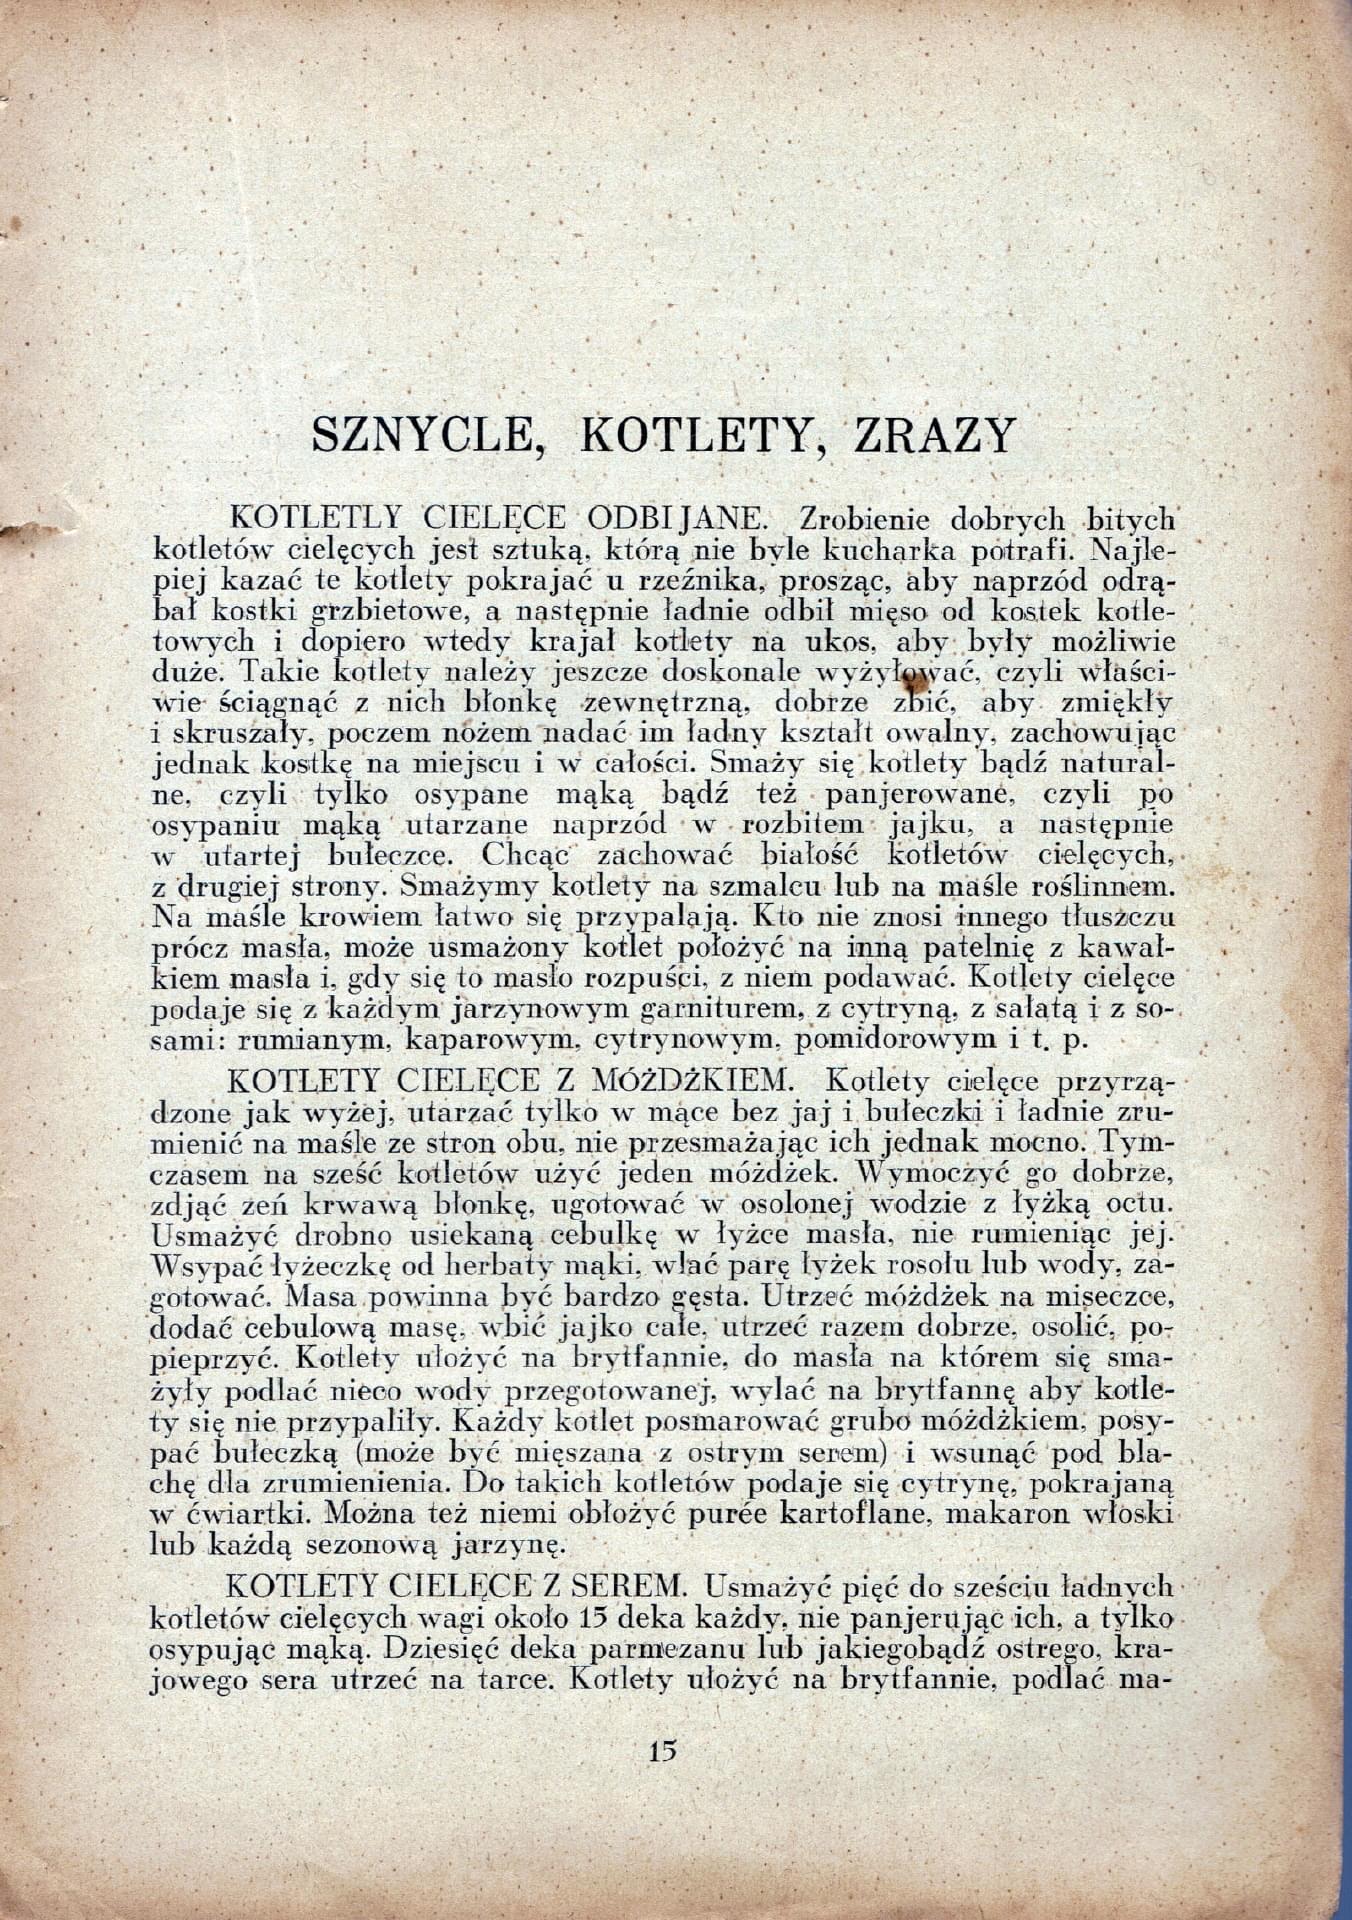 SZNYCLE, KOTLETY, ZRAZY
KOTLETLY CIELĘCE ODBIJANE. Zrobienie dobrych bitych
kotletów cielęcych jest sztuką, którą nie byle kucharka potrafi. Najle-
piej kazać te kotlety pokrajać u rzeźnika, prosząc, aby naprzód odrą-
bał kostki grzbietowe, a następnie ładnie odbił mięso od kostek kotle-
towych i dopiero wtedy krajał kotlety na ukos, aby były możliwie
duże. Takie kotlety należy jeszcze doskonale wyżyłować, czyli właści-
wie ściągnąć z nich błonkę zewnętrzną, dobrze zbić, aby zmiękły
i skruszały, poczem nożem nadać im ładny kształt owalny, zachowując
jednak kostkę na miejscu i w całości. Smaży się kotlety bądź natural-
ne, czyli tylko osypane mąką bądź też panjerowane, czyli po
osypaniu mąką utarzane naprzód w rozbitem jajku, a następnie
w utartej bułeczce. Chcąc zachować białość kotletów cielęcych,
z drugiej strony. Smażymy kotlety na szmalcu lub na maśle roślinnem.
Na maśle krowiem łatwo się przypalają. Kto nie znosi innego tłuszczu
prócz masła, może usmażony kotlet położyć na inną patelnię z kawał-
kiem masła i, gdy się to masło rozpuści, z niem podawać. Kotlety cielęce
podaje się z każdym jarzynowym garniturem, z cytryną, z sałatą i z so-
sami: rumianym, kaparowym, cytrynowym, pomidorowym i t. p.
KOTLETY CIELĘCE Z MÓŻDŻKIEM. Kotlety cielęce przyrzą-
dzone jak wyżej, utarzać tylko w mące bez jaj i bułeczki i ładnie zru-
mienić na maśle ze stron obu, nie przesmażając ich jednak mocno. Tym-
czasem na sześć kotletów użyć jeden móżdżek. Wymoczyć go dobrze,
zdjąć zeń krwawą błonkę, ugotować w osolonej wodzie z łyżką octu.
Usmażyć drobno usiekaną cebulkę w łyżce masła, nie rumieniąc jej.
Wsypać łyżeczkę od herbaty mąki, wlać parę łyżek rosołu lub wody, za-
gotować. Masa powinna być bardzo gęsta. Utrzeć móżdżek na miseczce,
dodać cebulową masę, wbić jajko całe, utrzeć razem dobrze, osolić, po-
pieprzyć. Kotlety ułożyć na brytfannie, do masła na którem się sma-
żyły podlać nieco wody przegotowanej, wylać na brytfannę aby kotle-
ty się nie przypaliły. Każdy kotlet posmarować grubo móżdżkiem, posy-
pać bułeczką (może być mięszana z ostrym serem) i wsunąć pod bla-
chę dla zrumienienia. Do takich kotletów podaje się cytrynę, pokrajaną
w ćwiartki. Można też niemi obłożyć purée kartoflane, makaron włoski
lub każdą sezonową jarzynę.
KOTLETY CIELĘCE Z SEREM. Usmażyć pięć do sześciu ładnych
kotletów cielęcych wagi około 15 deka każdy, nie panjerując ich, a tylko
osypując mąką. Dziesięć deka parmezanu lub jakiegobądź ostrego, kra-
jowego sera utrzeć na tarce. Kotlety ułożyć na brytfannie, podlać ma-
15